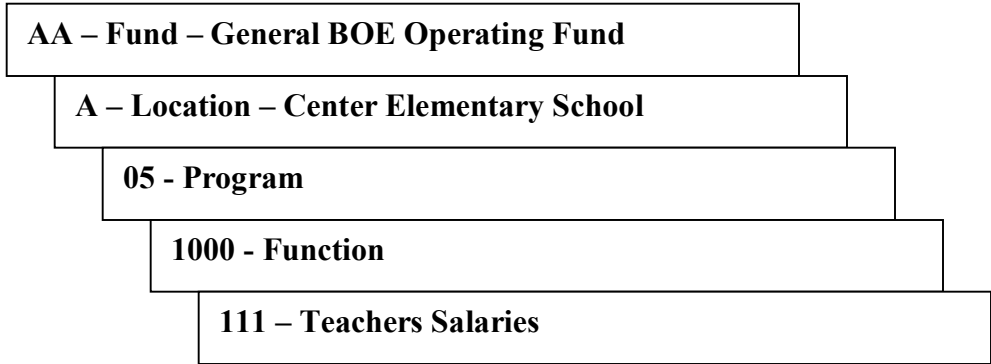 AA – Fund – General BOE Operating Fund
A – Location – Center Elementary School
05 - Program
1000 - Function
111 – Teachers Salaries